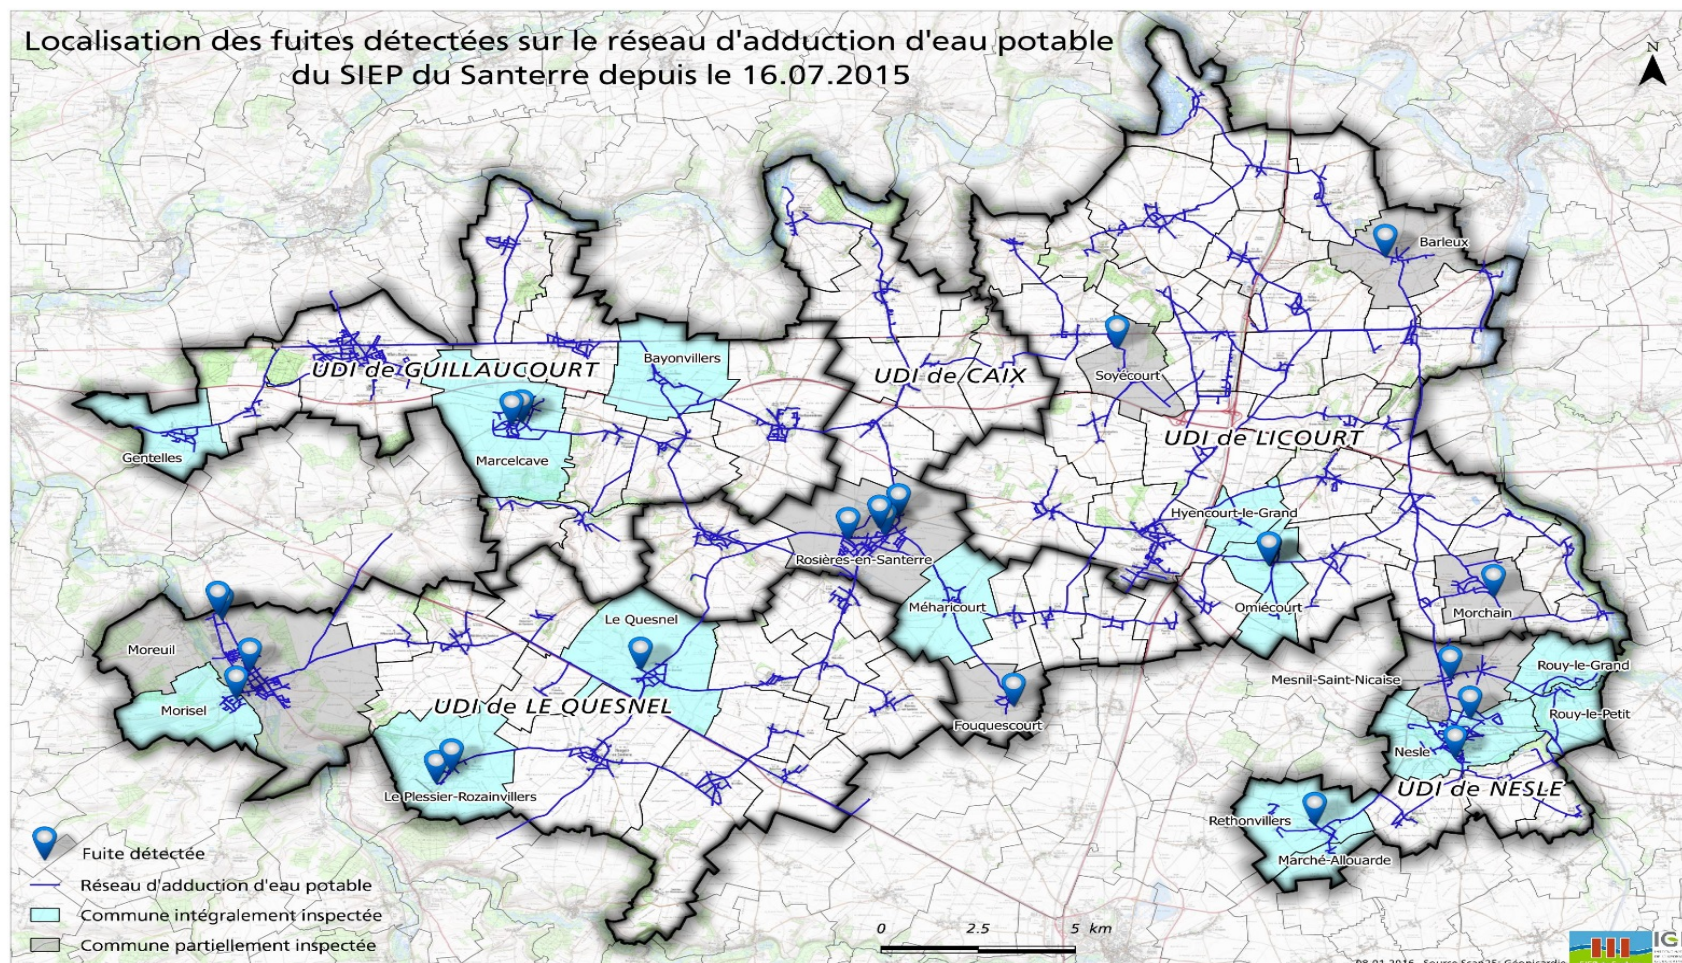 Localisation des fuites détectées sur le réseau d'adduction d'eau potable
du SIEP du Santerre depuis le 16.07.2015
N
Barleux
Bayonvillers
UDI de GUILLAUCOURT
UDI de CAIX
Soyécourt
UDI de LICOURT
Gentelles
Marcelcave
Hyencourt-le-Grand
Rosières-en-Santerre
Méharicourt
Omiécourt
Morchain
Le Quesnel
Moreuil
Rouy-le-Grand
Mesnil-Saint-Nicaise
Morisel
UDI de LE QUESNEL
Rouy-le-Petit
Fouquescourt
Nesle
UDI de NESLE
Le Plessier-Rozainvillers
Rethonvillers
Marché-Allouarde
Fuite détectée
Réseau d'adduction d'eau potable
Commune intégralement inspectée
Commune partiellement inspectée
0 2.5 5 km